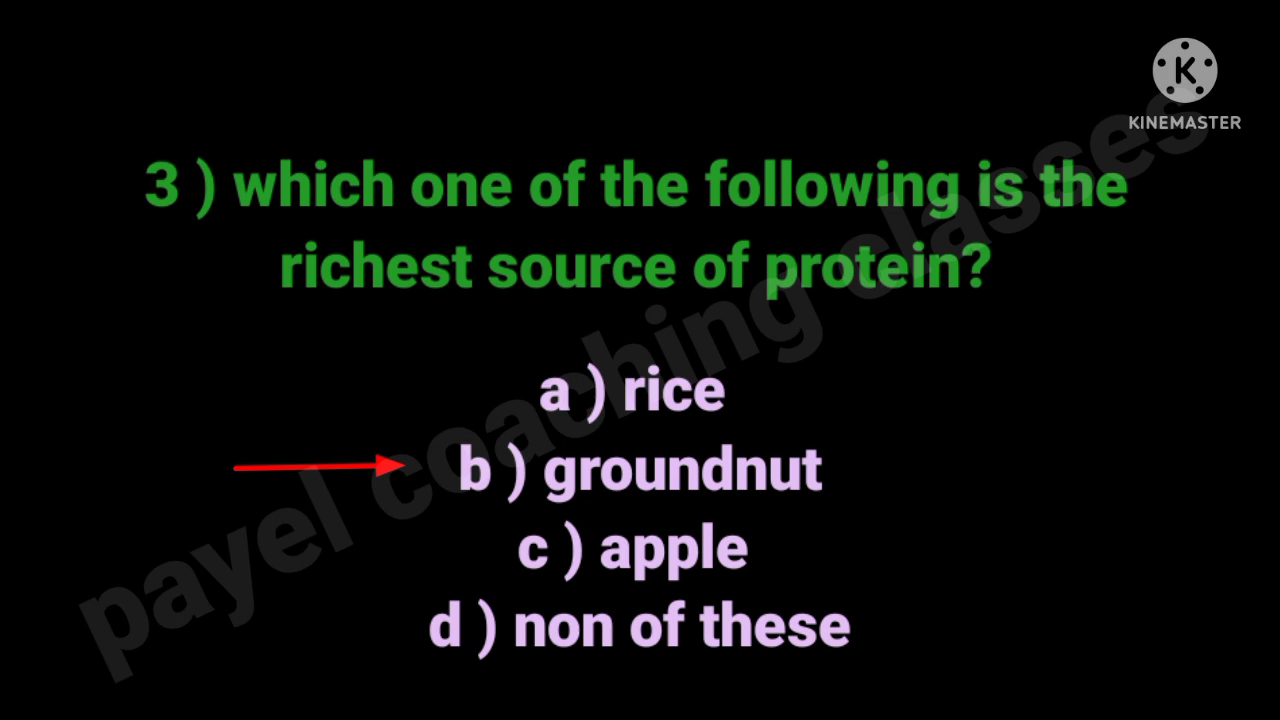 K
KINEMASTER
3 ) which one of the following is the
richest source of protein?
a ) rice
b ) groundnut
c ) apple
d ) non of these
payel coaching classes